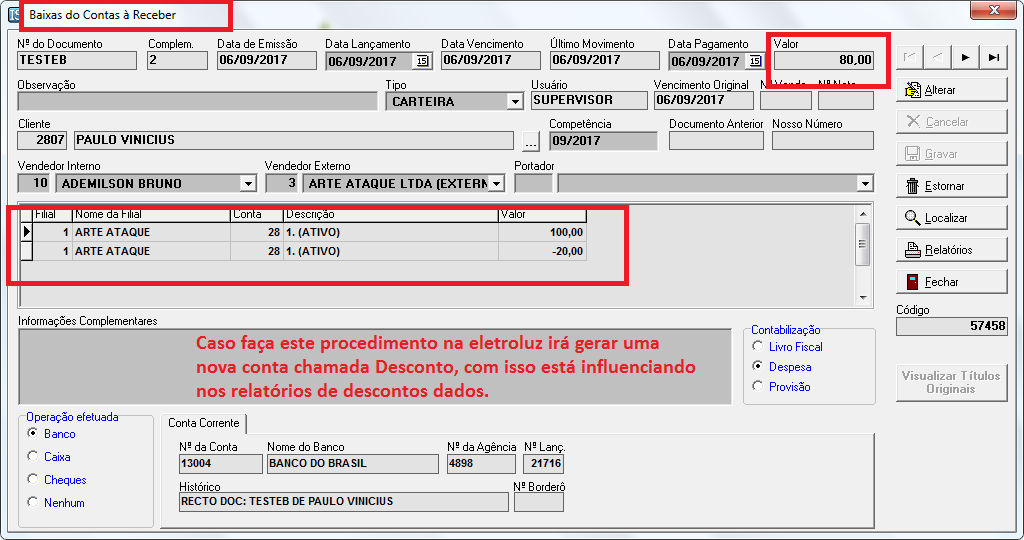 Baixas do Contas à Receber
Nº do Documento Complem. Data de Emissão Data Lançamento Data Vencimento Último Movimento Data Pagamento Valor
TESTEB 2 06/09/2017 06/09/2017 15 06/09/2017 06/09/2017 06/09/2017 15 80,00
Observação Tipo Usuário Vencimento Original Nº Nota
CARTEIRA SUPERVISOR 06/09/2017
Alterar
Cliente Competência Documento Anterior Nosso Número
2807 PAULO VINICIUS ... 09/2017
Cancelar
Gravar
Vendedor Interno Vendedor Externo Portador
10 ADEMILSON BRUNO 3 ARTE ATAQUE LTDA (EXTERN
Estornar
Filial Nome da Filial Conta Descrição Valor
1 ARTE ATAQUE 28 1. (ATIVO) 100,00
1 ARTE ATAQUE 28 1. (ATIVO) -20,00
Localizar
Relatórios
Fechar
Código
57458
Informações Complementares
Caso faça este procedimento na eletroluz irá gerar uma
nova conta chamada Desconto, com isso está influenciando
nos relatórios de descontos dados.
Contabilização
Livro Fiscal
Despesa
Provisão
Visualizar Títulos
Originais
Operação efetuada
Banco
Caixa
Cheques
Nenhum
Conta Corrente
Nº da Conta Nome do Banco Nº da Agência Nº Lanç.
13004 BANCO DO BRASIL 4898 21716
Histórico Nº Borderô
RECTO DOC: TESTEB DE PAULO VINICIUS